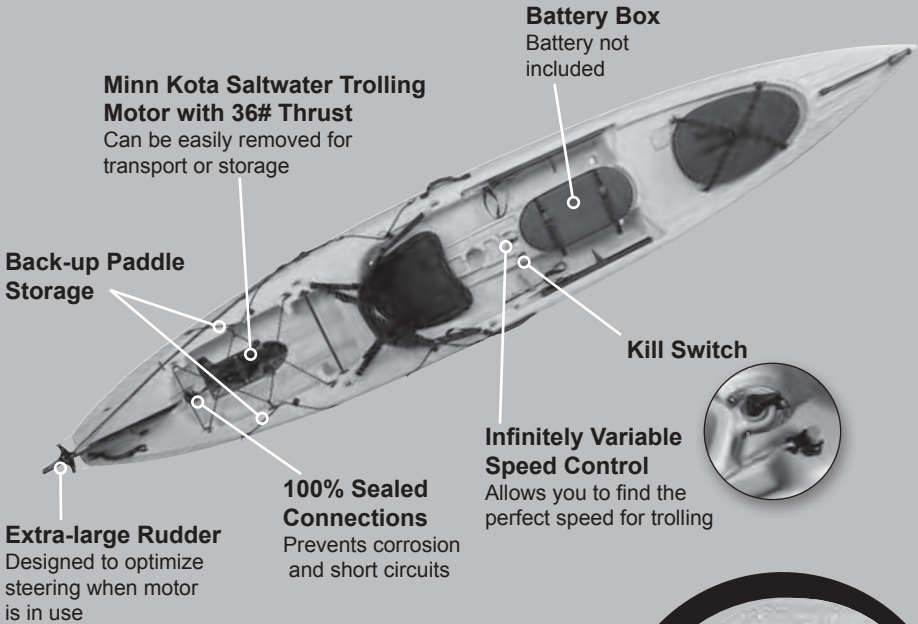 Battery Box
Battery not
included
Minn Kota Saltwater Trolling
Motor with 36# Thrust
Can be easily removed for
transport or storage
Back-up Paddle
Storage
Kill Switch
Infinitely Variable
Speed Control
Allows you to find the
perfect speed for trolling
100% Sealed
Connections
Prevents corrosion
and short circuits
Extra-large Rudder
Designed to optimize
steering when motor
is in use